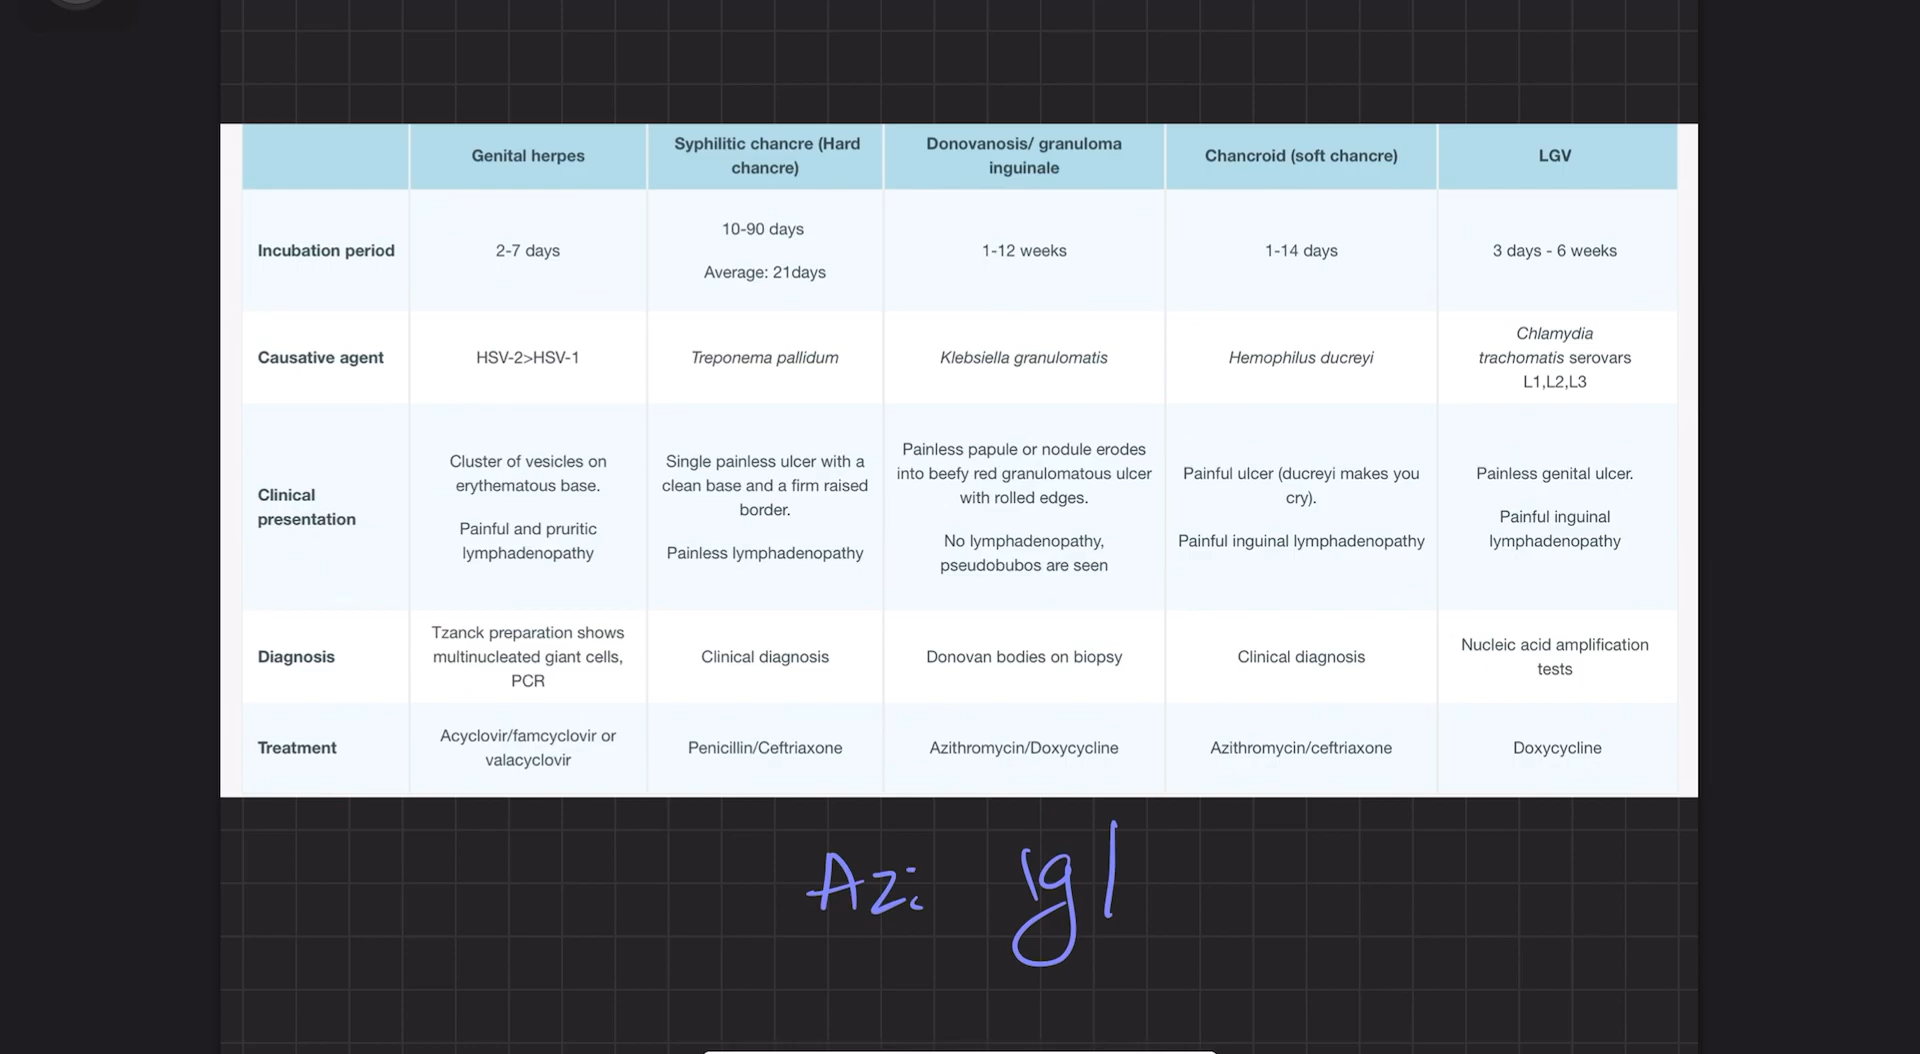 Genital herpes
Syphilitic chancre (Hard
chancre)
Donovanosis/ granuloma
inguinale
Chancroid (soft chancre)
LGV
Incubation period
2-7 days
10-90 days
Average: 21days
1-12 weeks
1-14 days
3 days - 6 weeks
Causative agent
HSV-2>HSV-1
Treponema pallidum
Klebsiella granulomatis
Hemophilus ducreyi
Chlamydia
trachomatis serovars
L1,L2,L3
Clinical
presentation
Cluster of vesicles on
erythematous base.
Painful and pruritic
lymphadenopathy
Single painless ulcer with a
clean base and a firm raised
border.
Painless lymphadenopathy
Painless papule or nodule erodes
into beefy red granulomatous ulcer
with rolled edges.
No lymphadenopathy,
pseudobubos are seen
Painful ulcer (ducreyi makes you
cry).
Painful inguinal lymphadenopathy
Painless genital ulcer.
Painful inguinal
lymphadenopathy
Diagnosis
Tzanck preparation shows
multinucleated giant cells,
PCR
Clinical diagnosis
Donovan bodies on biopsy
Clinical diagnosis
Nucleic acid amplification
tests
Treatment
Acyclovir/famcyclovir or
valacyclovir
Penicillin/Ceftriaxone
Azithromycin/Doxycycline
Azithromycin/ceftriaxone
Doxycycline
Azi 1g